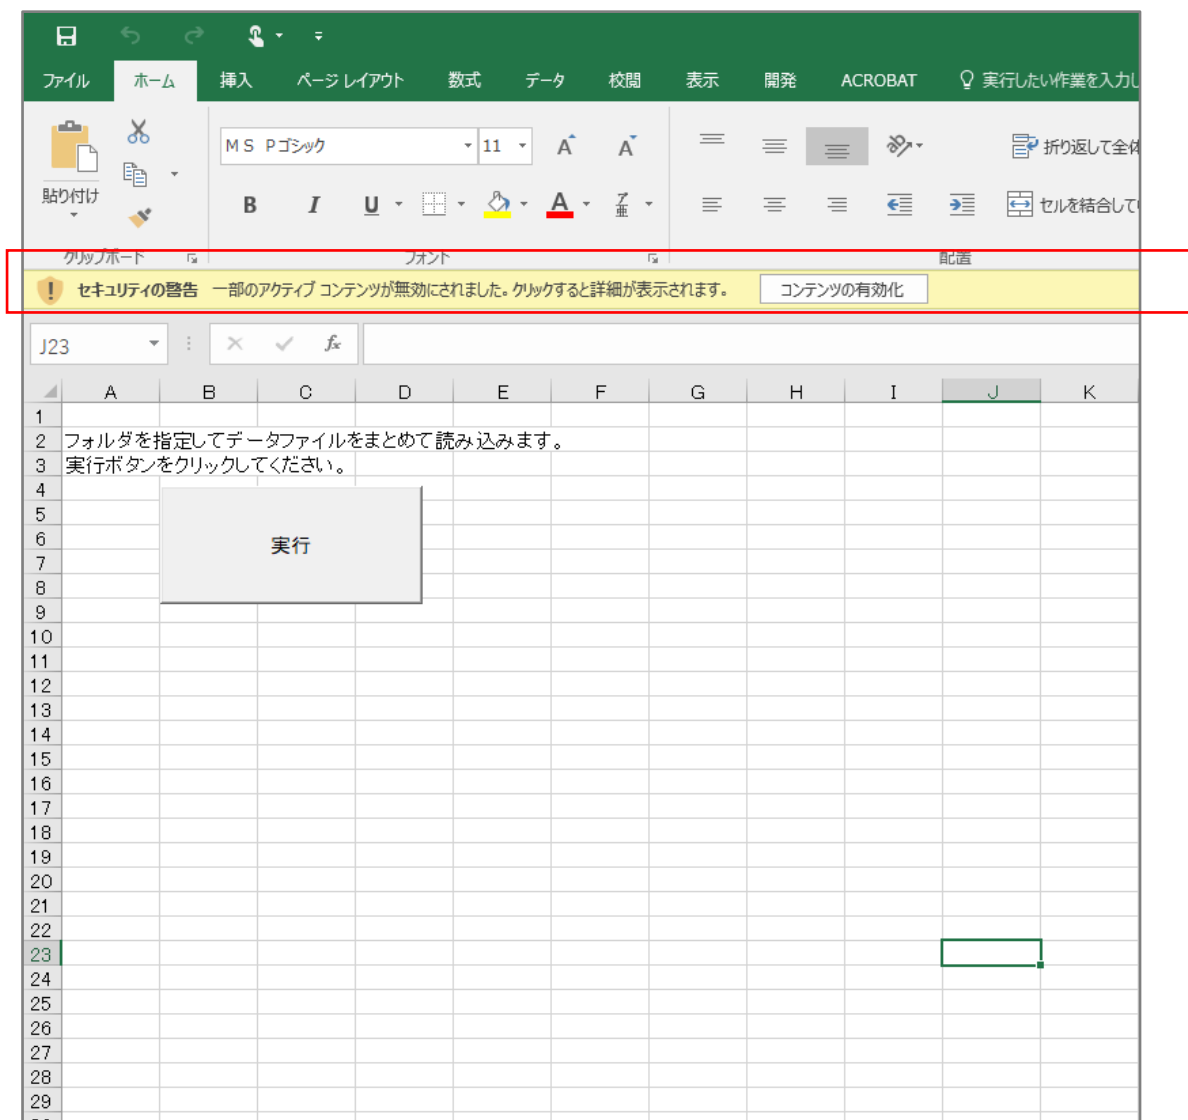 ファイル ホーム 挿入 ページ レイアウト 数式 データ 校閲 表示 開発 ACROBAT 実行したい作業を入力し
ＭＳ Ｐゴシック 11 A A 折り返して全体
貼り付け B I U A ア亜 セルを結合して
クリップボード フォント 配置
セキュリティの警告 一部のアクティブ コンテンツが無効にされました。クリックすると詳細が表示されます。 コンテンツの有効化
J23 fx
A B C D E F G H I J K
1
2 フォルダを指定してデータファイルをまとめて読み込みます。
3 実行ボタンをクリックしてください。
4
5
6 実行
7
8
9
10
11
12
13
14
15
16
17
18
19
20
21
22
23
24
25
26
27
28
29